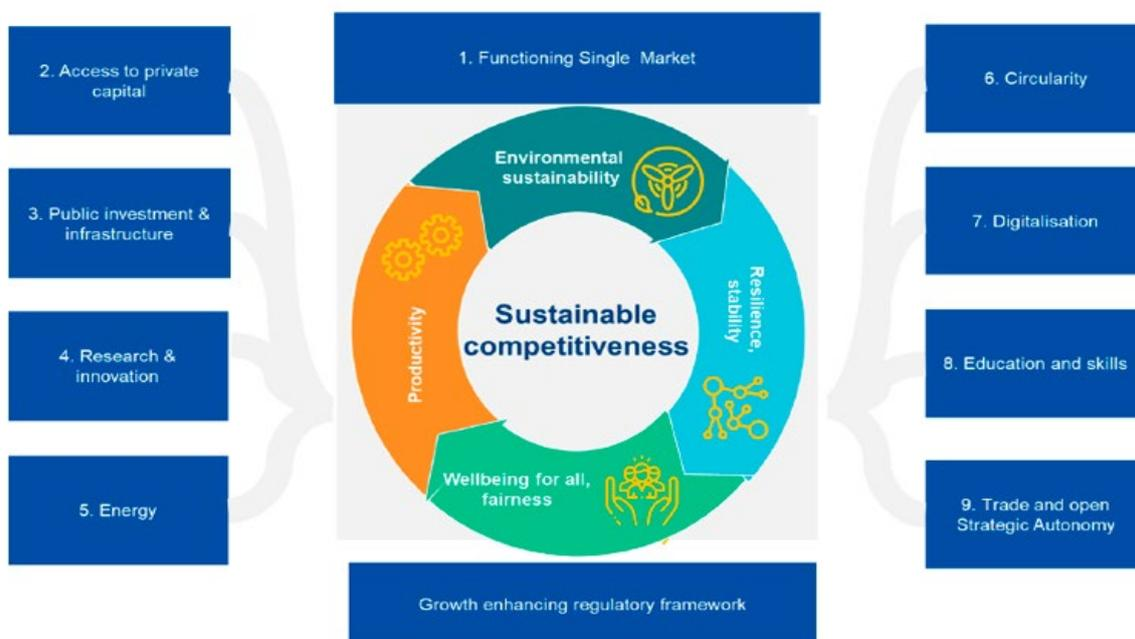 1. Functioning Single Market
2. Access to private
capital
3. Public investment &
infrastructure
4. Research &
innovation
5. Energy
Environmental
sustainability
Resilience,
stability
Wellbeing for all,
fairness
Productivity
Sustainable
competitiveness
6. Circularity
7. Digitalisation
8. Education and skills
9. Trade and open
Strategic Autonomy
Growth enhancing regulatory framework